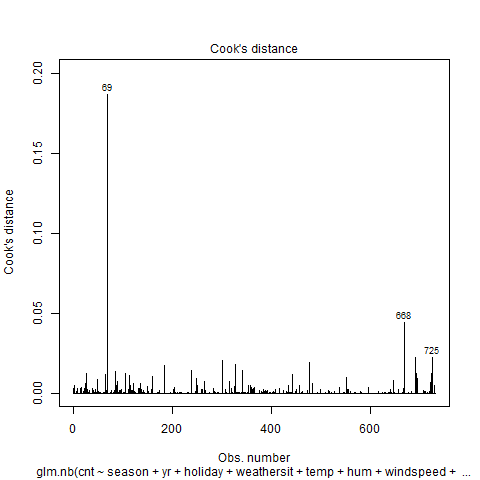 Cook's distance
0.20
0.15
0.10
0.05
0.00
Cook's distance
69
668
725
0 200 400 600
Obs. number
glm.nb(cnt ~ season + yr + holiday + weathersit + temp + hum + windspeed + ...